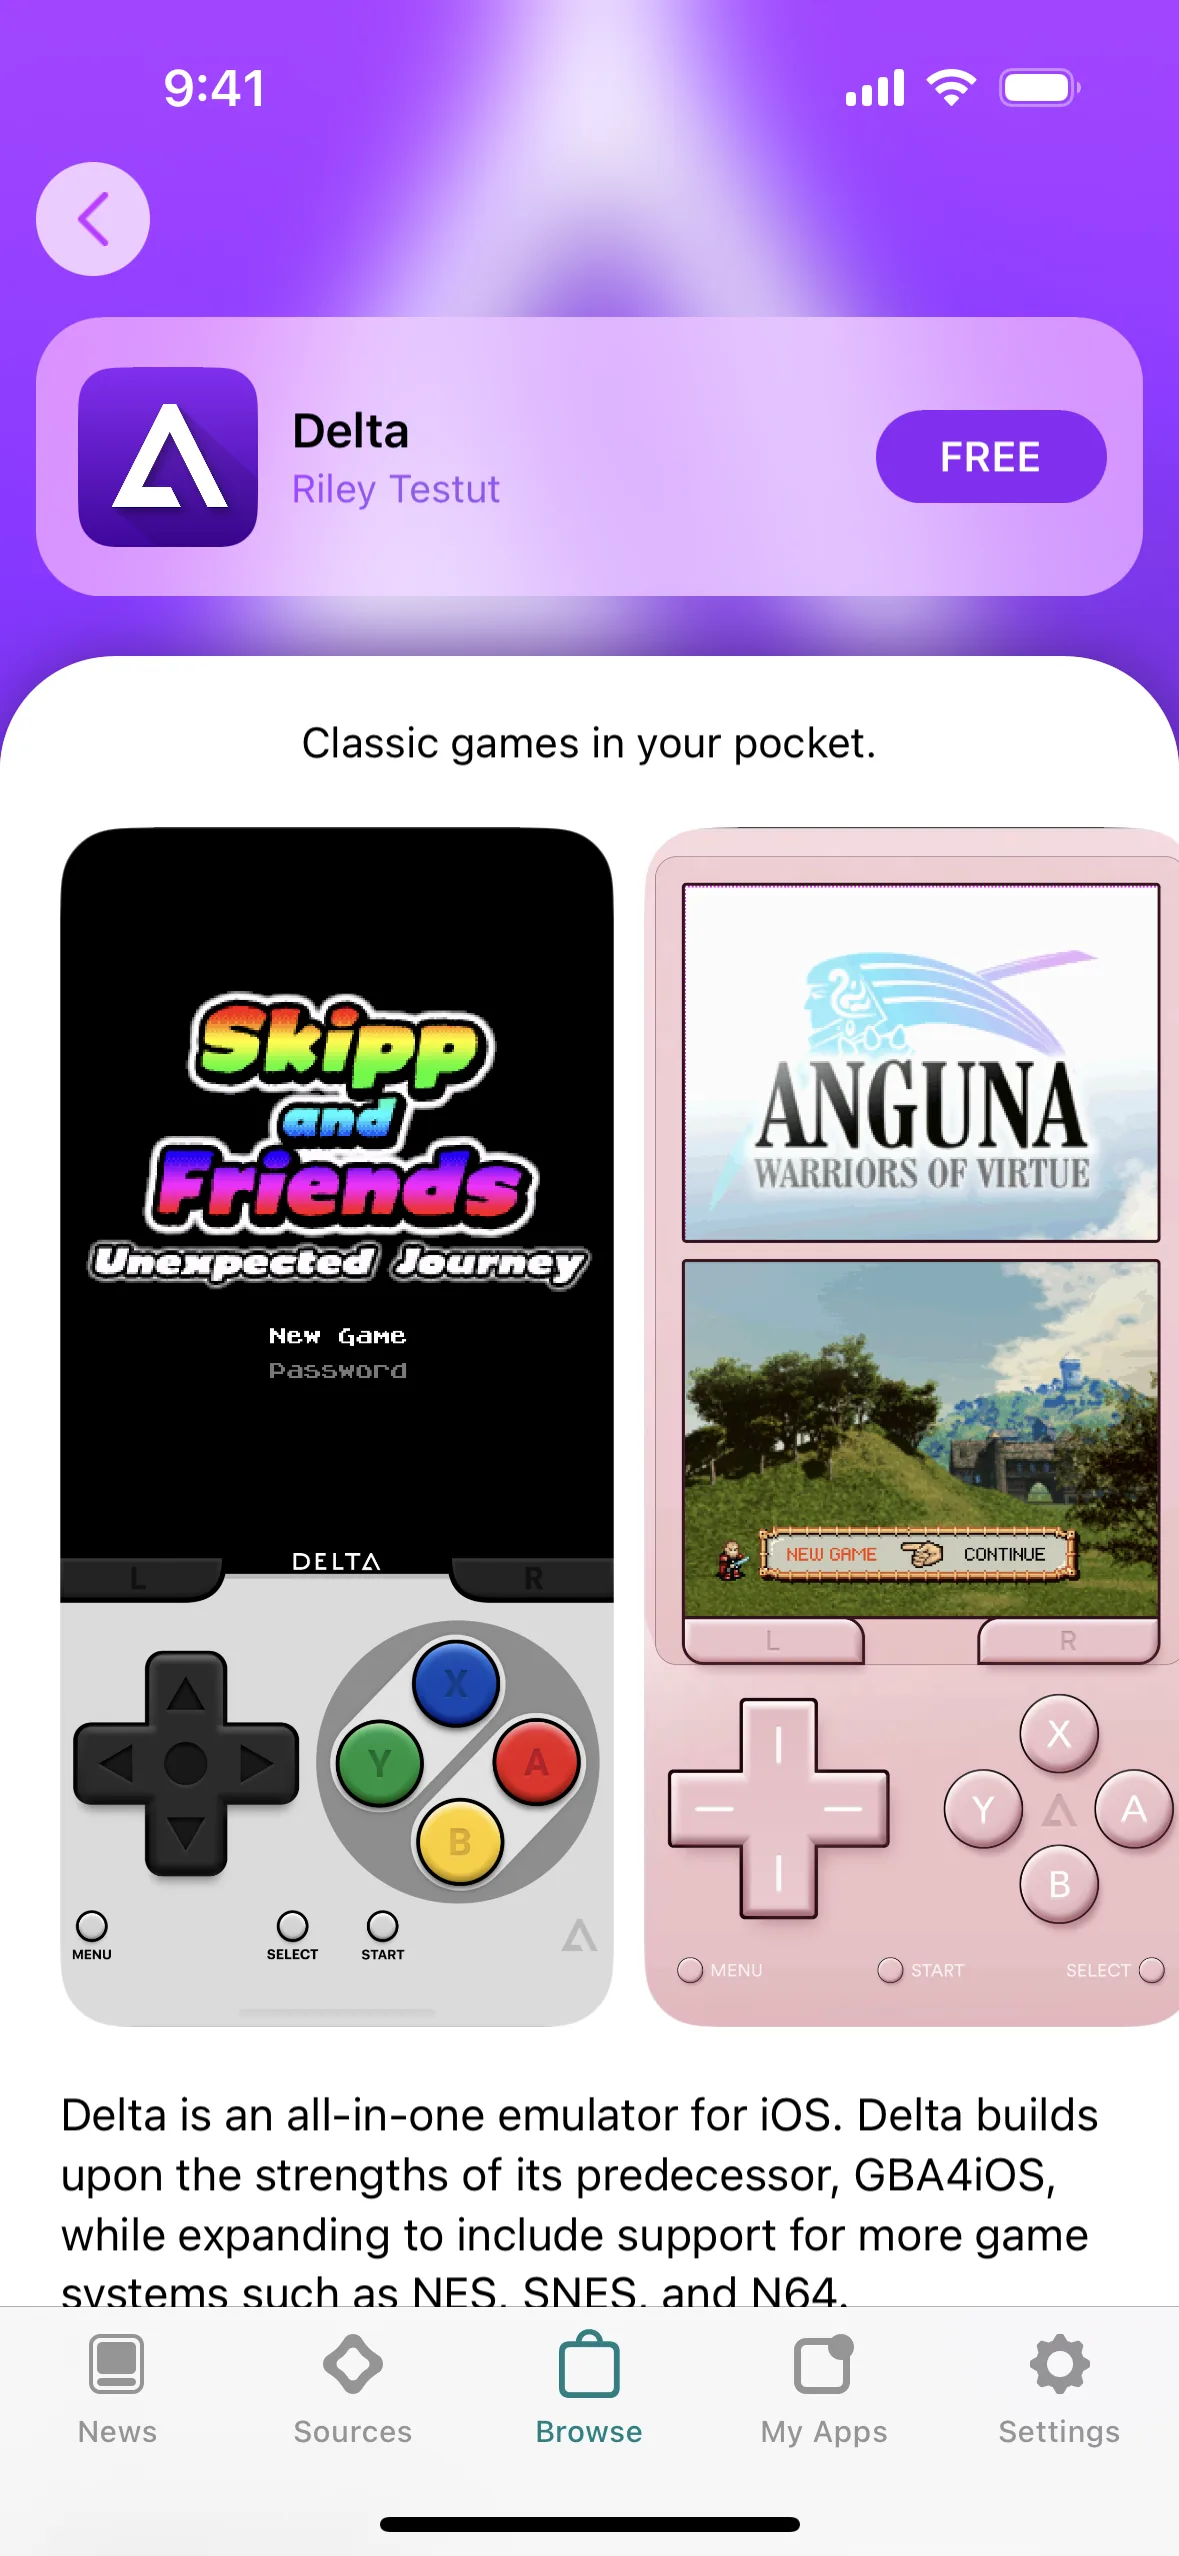 9:41
Delta
Riley Testut
FREE
Classic games in your pocket.
Skipp
and
Friends
Unexpected Journey
New Game
Password
DELTA
L
R
X
Y
A
B
MENU
SELECT
START
ANGUNA
WARRIORS OF VIRTUE
NEW GAME
CONTINUE
L
R
X
Y
A
B
MENU
START
SELECT
Delta is an all-in-one emulator for iOS. Delta builds
upon the strengths of its predecessor, GBA4iOS,
while expanding to include support for more game
systems such as NES, SNES, and N64.
News
Sources
Browse
My Apps
Settings